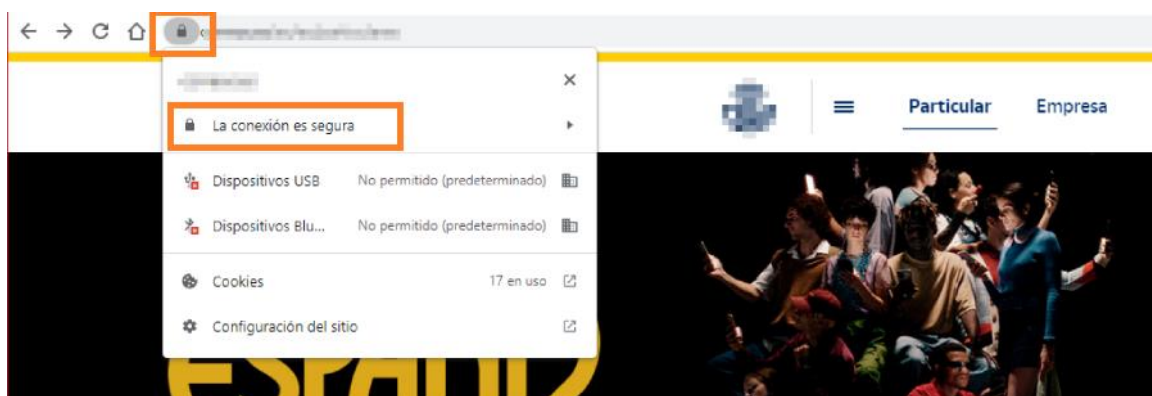 La conexión es segura
Particular Empresa
Dispositivos USB No permitido (predeterminado)
Dispositivos Blu... No permitido (predeterminado)
Cookies 17 en uso
Configuración del sitio